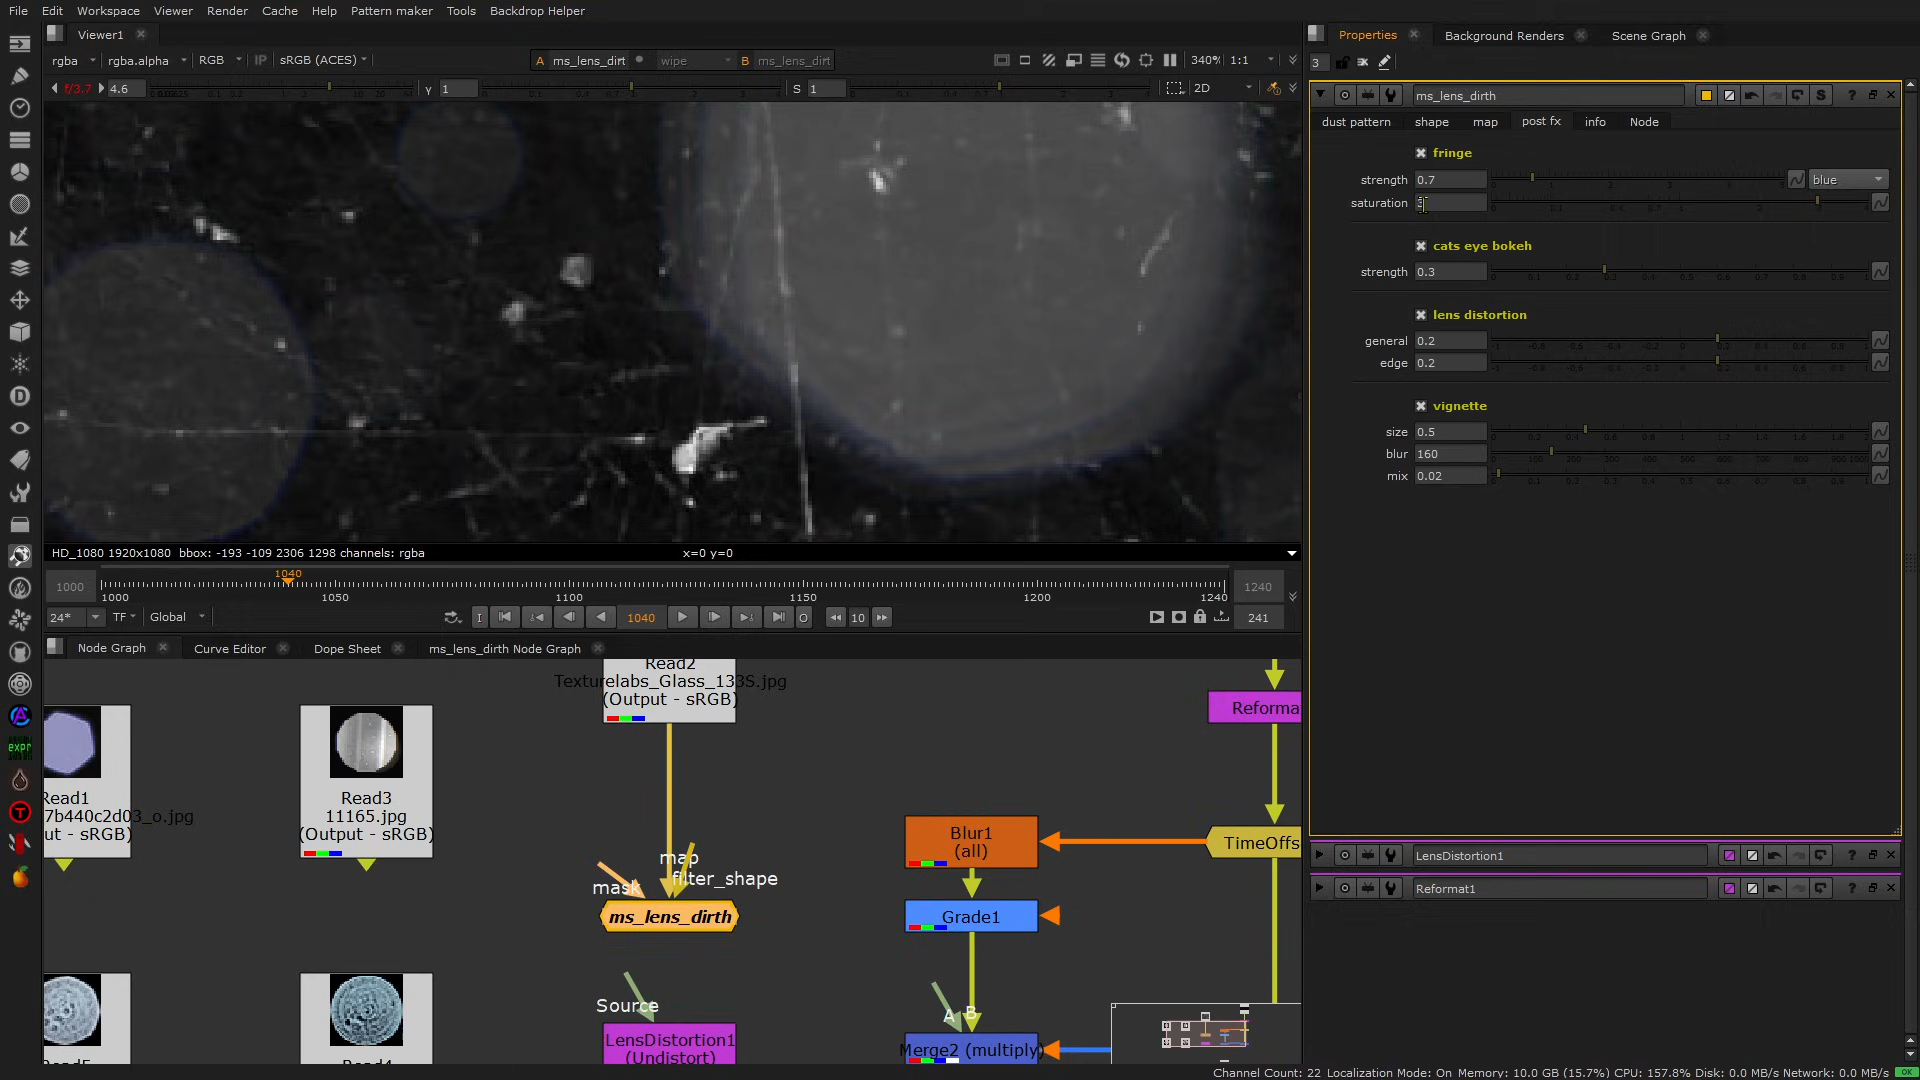 File Edit Workspace Viewer Render Cache Help Pattern maker Tools Backdrop Helper
Viewer1
rgba rgba.alpha RGB IP sRGB (ACES) A ms_lens_dirt wipe B ms_lens_dirt 340% 1:1
f/3.7 4.6 γ 1 S 1 2D
HD_1080 1920x1080 bbox: -193 -109 2306 1298 channels: rgba x=0 y=0
1000 1040 1240
1000 1050 1100 1150 1200 1240
24* TF Global I 1040 O 10 241
Node Graph Curve Editor Dope Sheet ms_lens_dirth Node Graph
Read2
Texturelabs_Glass_133S.jpg
(Output - sRGB)
Reforma
Read1
7b440c2d03_o.jpg
ut - sRGB)
Read3
11165.jpg
(Output - sRGB)
Blur1
(all)
TimeOffs
map
filter_shape
mask
ms_lens_dirth
Grade1
Source
A B
LensDistortion1
(Undistort)
Merge2 (multiply)
expr
Properties Background Renders Scene Graph
3
ms_lens_dirth S ?
dust pattern shape map post fx info Node
fringe
strength 0.7 blue
saturation 3
cats eye bokeh
strength 0.3
lens distortion
general 0.2
edge 0.2
vignette
size 0.5
blur 160
mix 0.02
LensDistortion1 ?
Reformat1 ?
Channel Count: 22 Localization Mode: On Memory: 10.0 GB (15.7%) CPU: 157.8% Disk: 0.0 MB/s Network: 0.0 MB/s OK